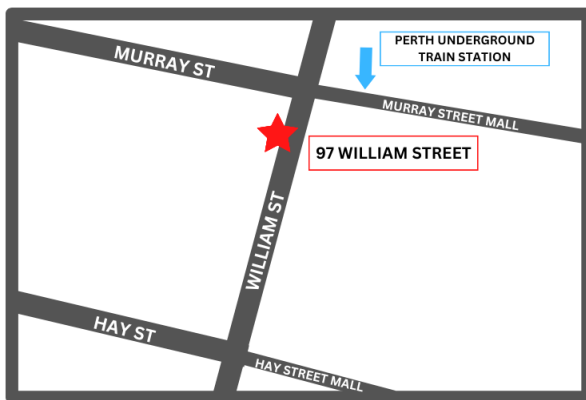 MURRAY ST
PERTH UNDERGROUND
TRAIN STATION
MURRAY STREET MALL
97 WILLIAM STREET
WILLIAM ST
HAY ST
HAY STREET MALL